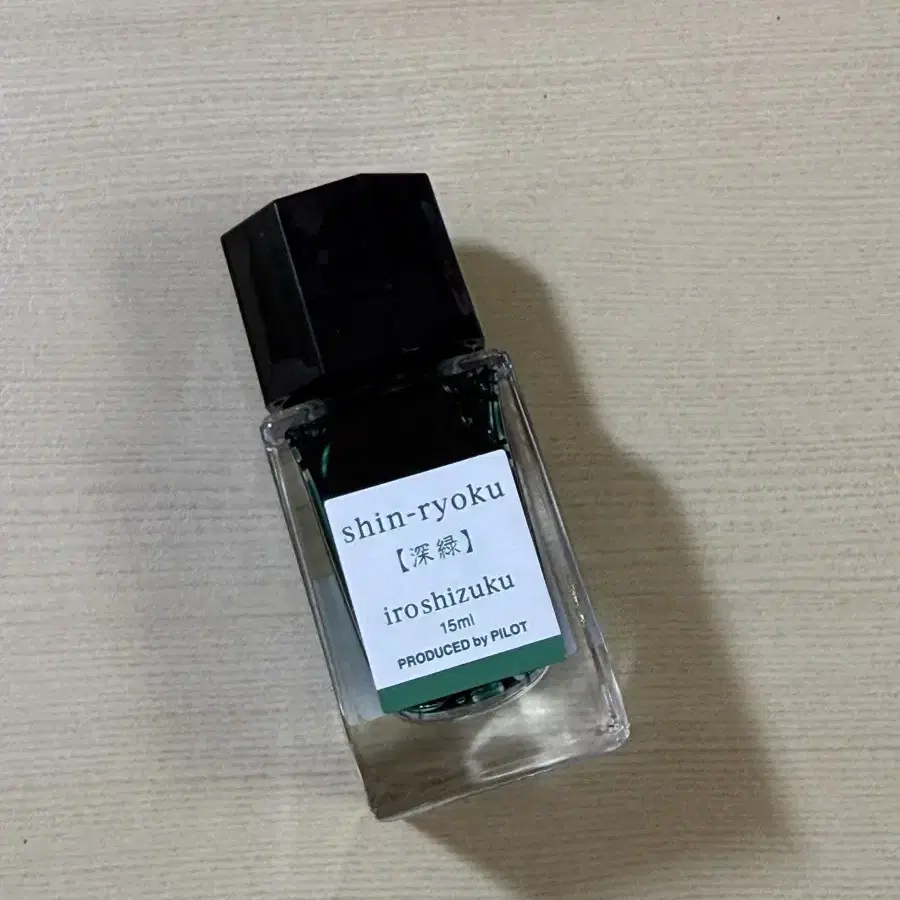 shin-ryoku
【深緑】
iroshizuku
15ml
PRODUCED by PILOT